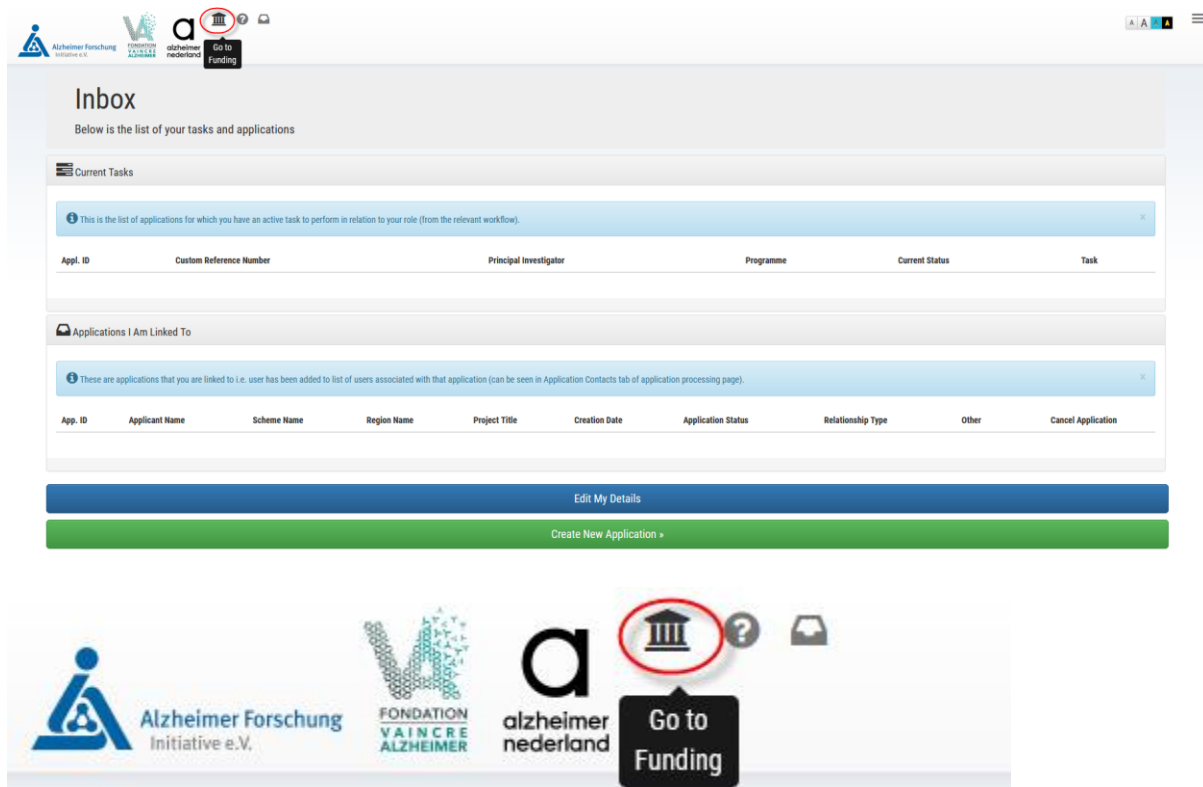 Alzheimer Forschung
Initiative e.V.
FONDATION
VAINCRE
ALZHEIMER
alzheimer
nederland
Go to
Funding
A A A A
Inbox
Below is the list of your tasks and applications
Current Tasks
This is the list of applications for which you have an active task to perform in relation to your role (from the relevant workflow). x
Appl. ID Custom Reference Number Principal Investigator Programme Current Status Task
Applications I Am Linked To
These are applications that you are linked to i.e. user has been added to list of users associated with that application (can be seen in Application Contacts tab of application processing page). x
App. ID Applicant Name Scheme Name Region Name Project Title Creation Date Application Status Relationship Type Other Cancel Application
Edit My Details
Create New Application »
Alzheimer Forschung
Initiative e.V.
FONDATION
VAINCRE
ALZHEIMER
alzheimer
nederland
Go to
Funding